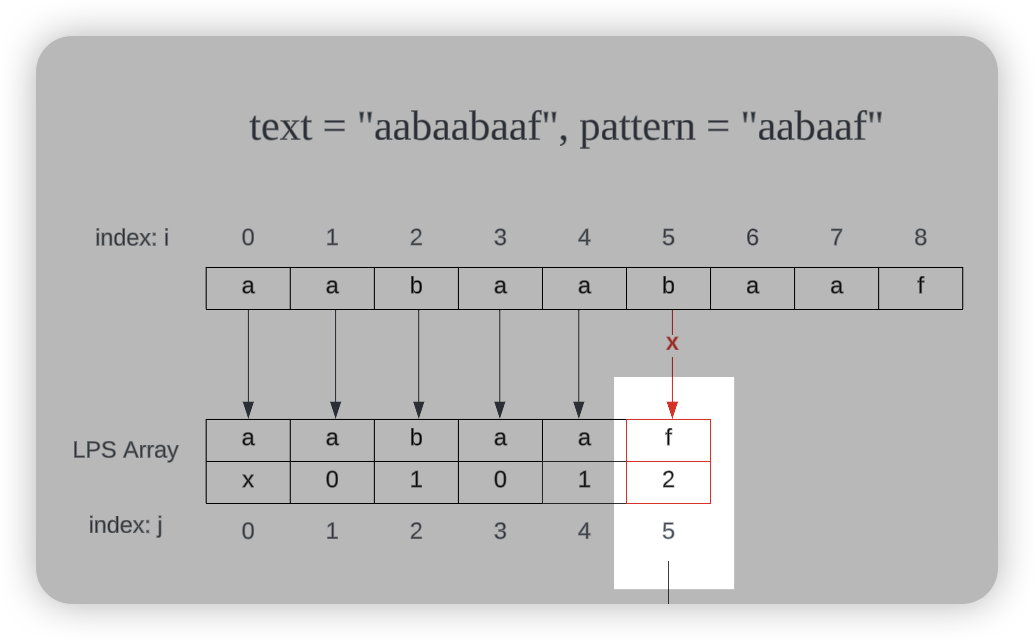 text = "aabaabaaf", pattern = "aabaaf"
index: i 0 1 2 3 4 5 6 7 8
a a b a a b a a f
x
LPS Array a a b a a f
x 0 1 0 1 2
index: j 0 1 2 3 4 5